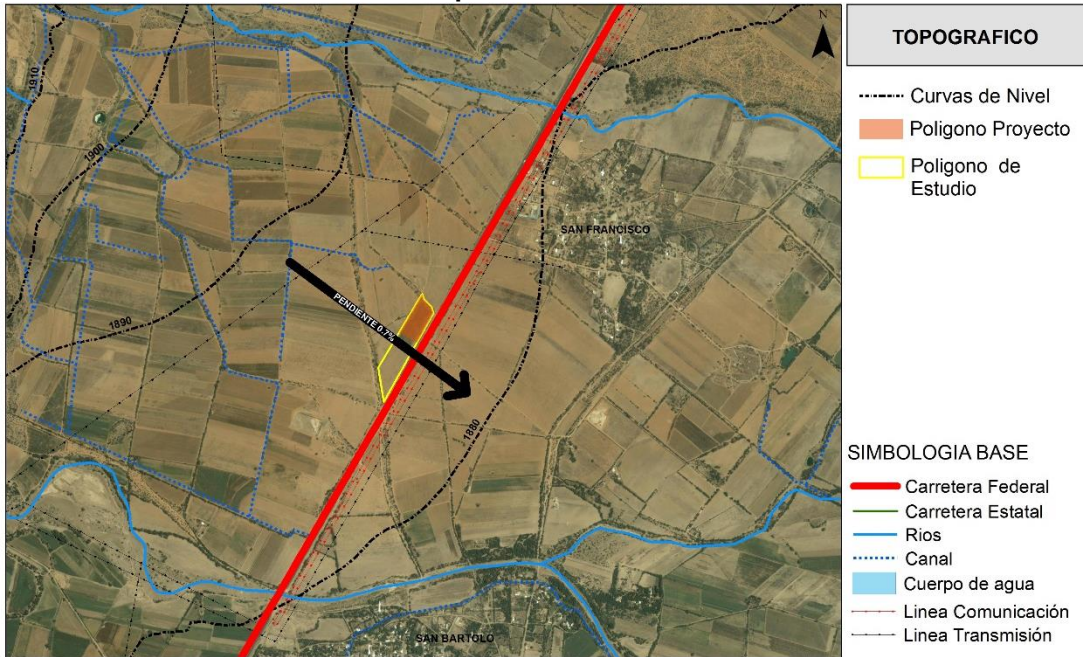 N
1910
1900
1890
1880
SAN FRANCISCO
PENDIENTE 0.7%
SAN BARTOLO
TOPOGRAFICO
Curvas de Nivel
Poligono Proyecto
Poligono de
Estudio
SIMBOLOGIA BASE
Carretera Federal
Carretera Estatal
Rios
Canal
Cuerpo de agua
Linea Comunicación
Linea Transmisión